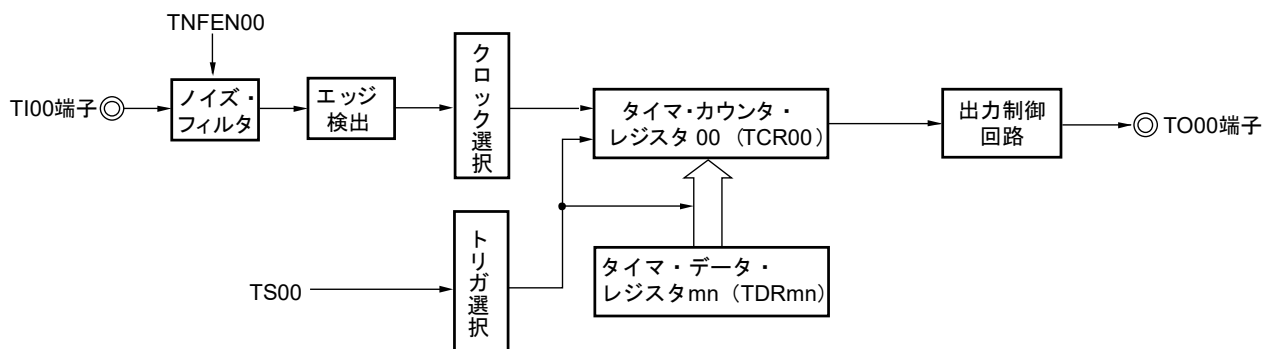 TNFEN00
TI00端子
ノイズ・
フィルタ
エッジ
検出
クロック選択
タイマ・カウンタ・
レジスタ 00 (TCR00)
出力制御
回路
TO00端子
TS00
トリガ選択
タイマ・データ・
レジスタmn (TDRmn)